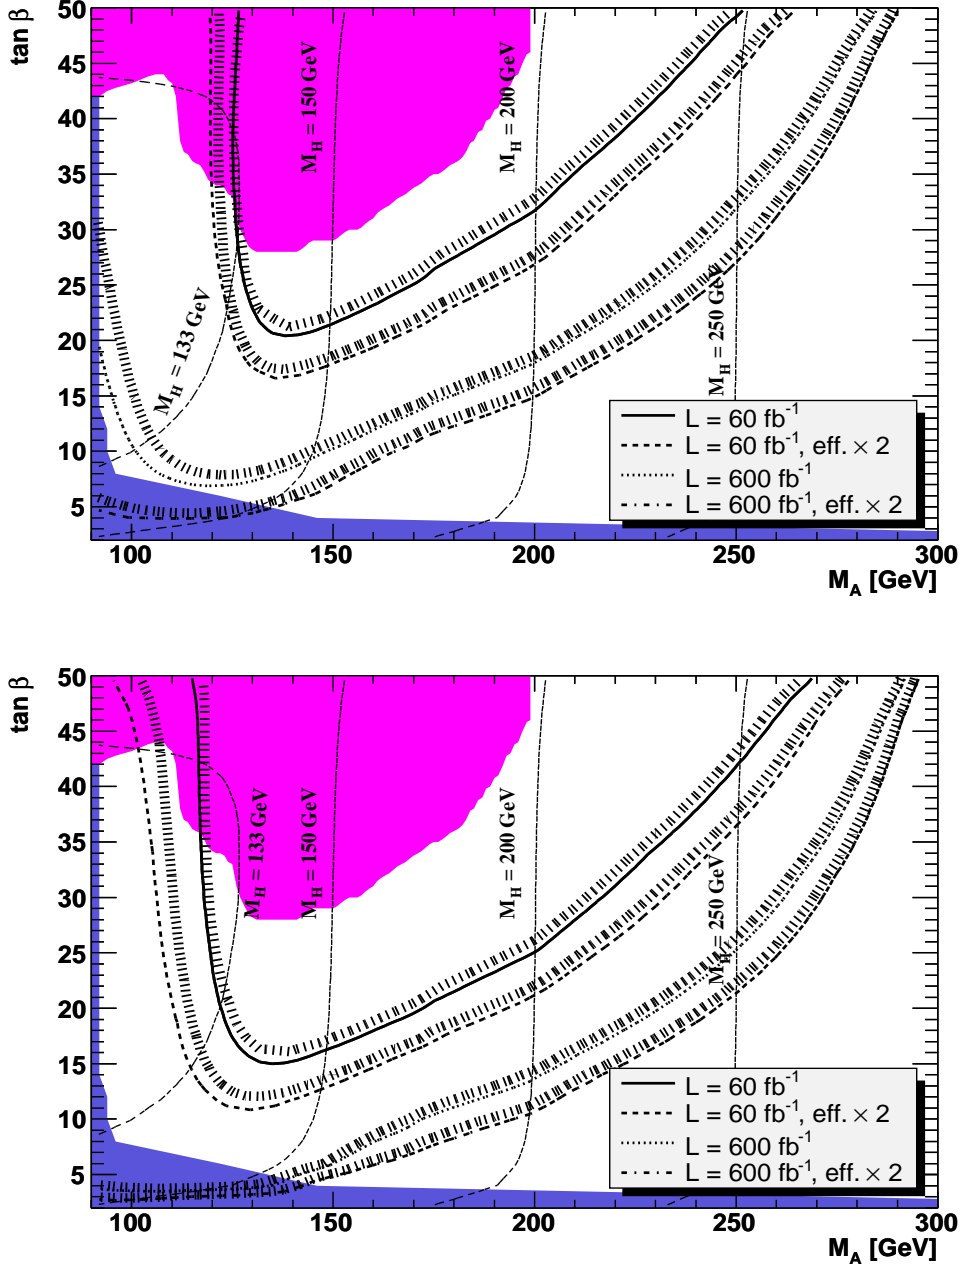 tan β
50
45
40
35
30
25
20
15
10
5
M_H = 133 GeV
M_H = 150 GeV
M_H = 200 GeV
M_H = 250 GeV
L = 60 fb⁻¹
L = 60 fb⁻¹, eff. × 2
L = 600 fb⁻¹
L = 600 fb⁻¹, eff. × 2
100 150 200 250 300
M_A [GeV]
tan β
50
45
40
35
30
25
20
15
10
5
M_H = 133 GeV
M_H = 150 GeV
M_H = 200 GeV
M_H = 250 GeV
L = 60 fb⁻¹
L = 60 fb⁻¹, eff. × 2
L = 600 fb⁻¹
L = 600 fb⁻¹, eff. × 2
100 150 200 250 300
M_A [GeV]